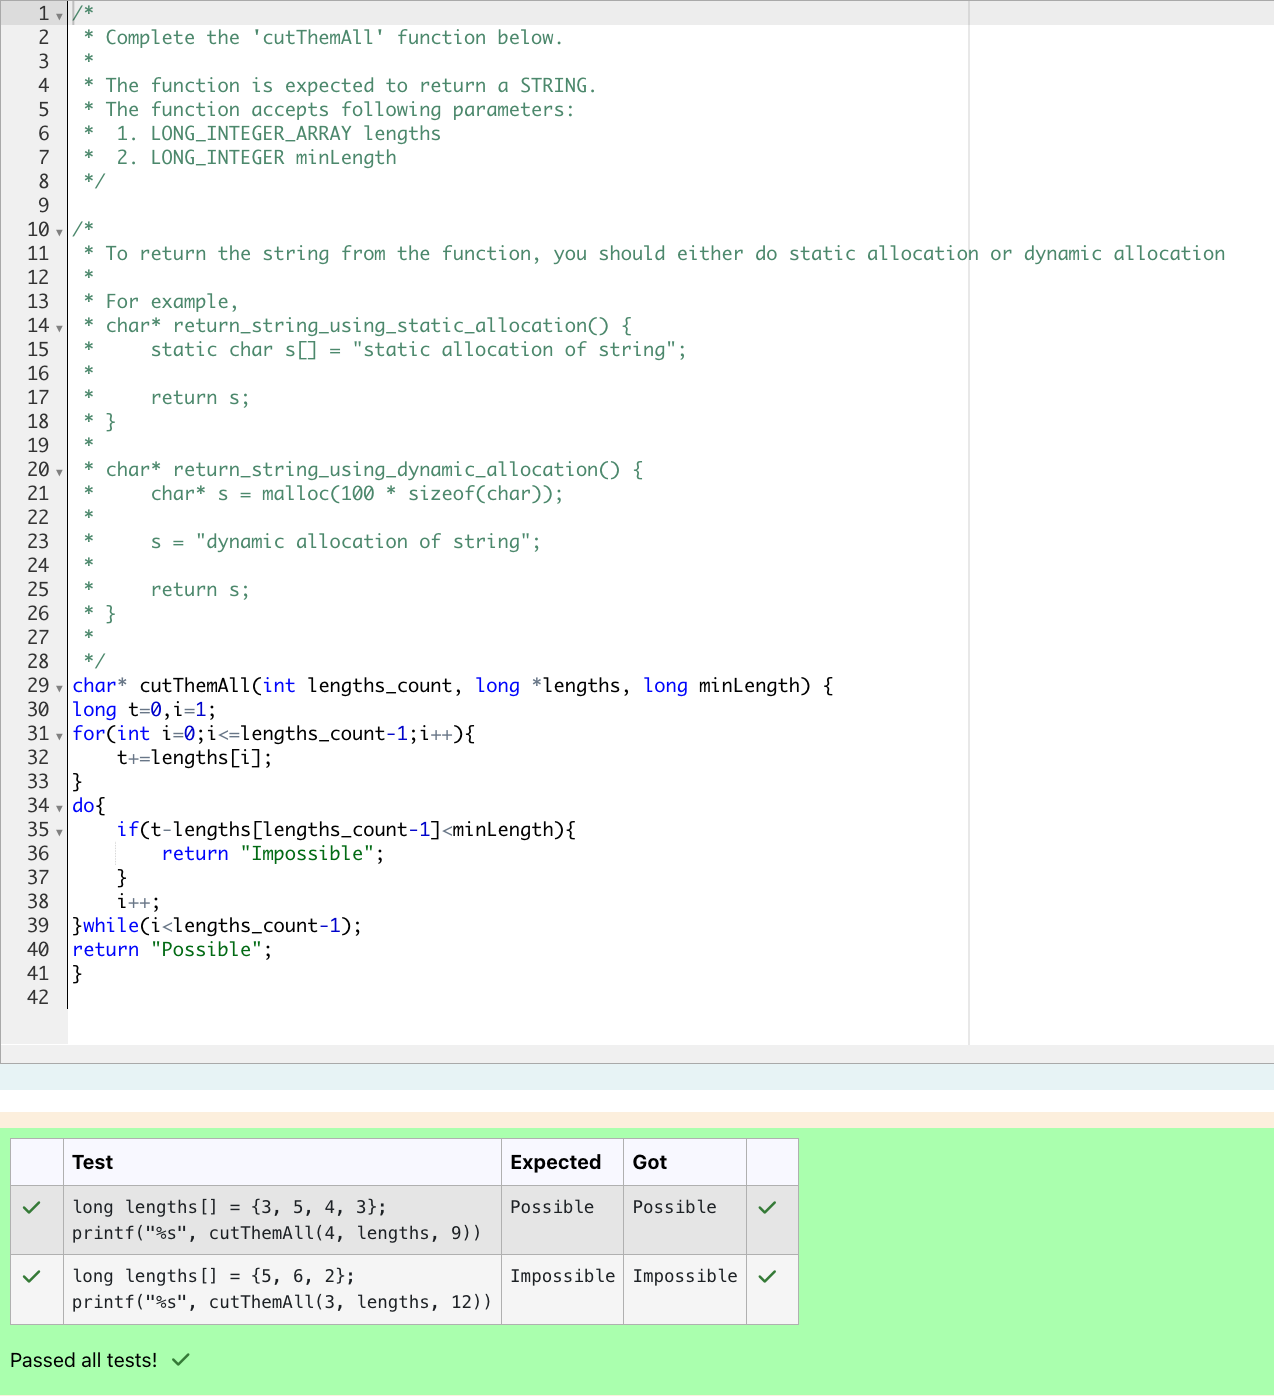 1 /*
2  * Complete the 'cutThemAll' function below.
3  *
4  * The function is expected to return a STRING.
5  * The function accepts following parameters:
6  *  1. LONG_INTEGER_ARRAY lengths
7  *  2. LONG_INTEGER minLength
8  */
9
10 /*
11  * To return the string from the function, you should either do static allocation or dynamic allocation
12  *
13  * For example,
14  * char* return_string_using_static_allocation() {
15  *     static char s[] = "static allocation of string";
16  *
17  *     return s;
18  * }
19  *
20  * char* return_string_using_dynamic_allocation() {
21  *     char* s = malloc(100 * sizeof(char));
22  *
23  *     s = "dynamic allocation of string";
24  *
25  *     return s;
26  * }
27  *
28  */
29 char* cutThemAll(int lengths_count, long *lengths, long minLength) {
30 long t=0,i=1;
31 for(int i=0;i<=lengths_count-1;i++){
32     t+=lengths[i];
33 }
34 do{
35     if(t-lengths[lengths_count-1]<minLength){
36         return "Impossible";
37     }
38     i++;
39 }while(i<lengths_count-1);
40 return "Possible";
41 }
42
Test Expected Got
long lengths[] = {3, 5, 4, 3}; Possible Possible
printf("%s", cutThemAll(4, lengths, 9))
long lengths[] = {5, 6, 2}; Impossible Impossible
printf("%s", cutThemAll(3, lengths, 12))
Passed all tests!